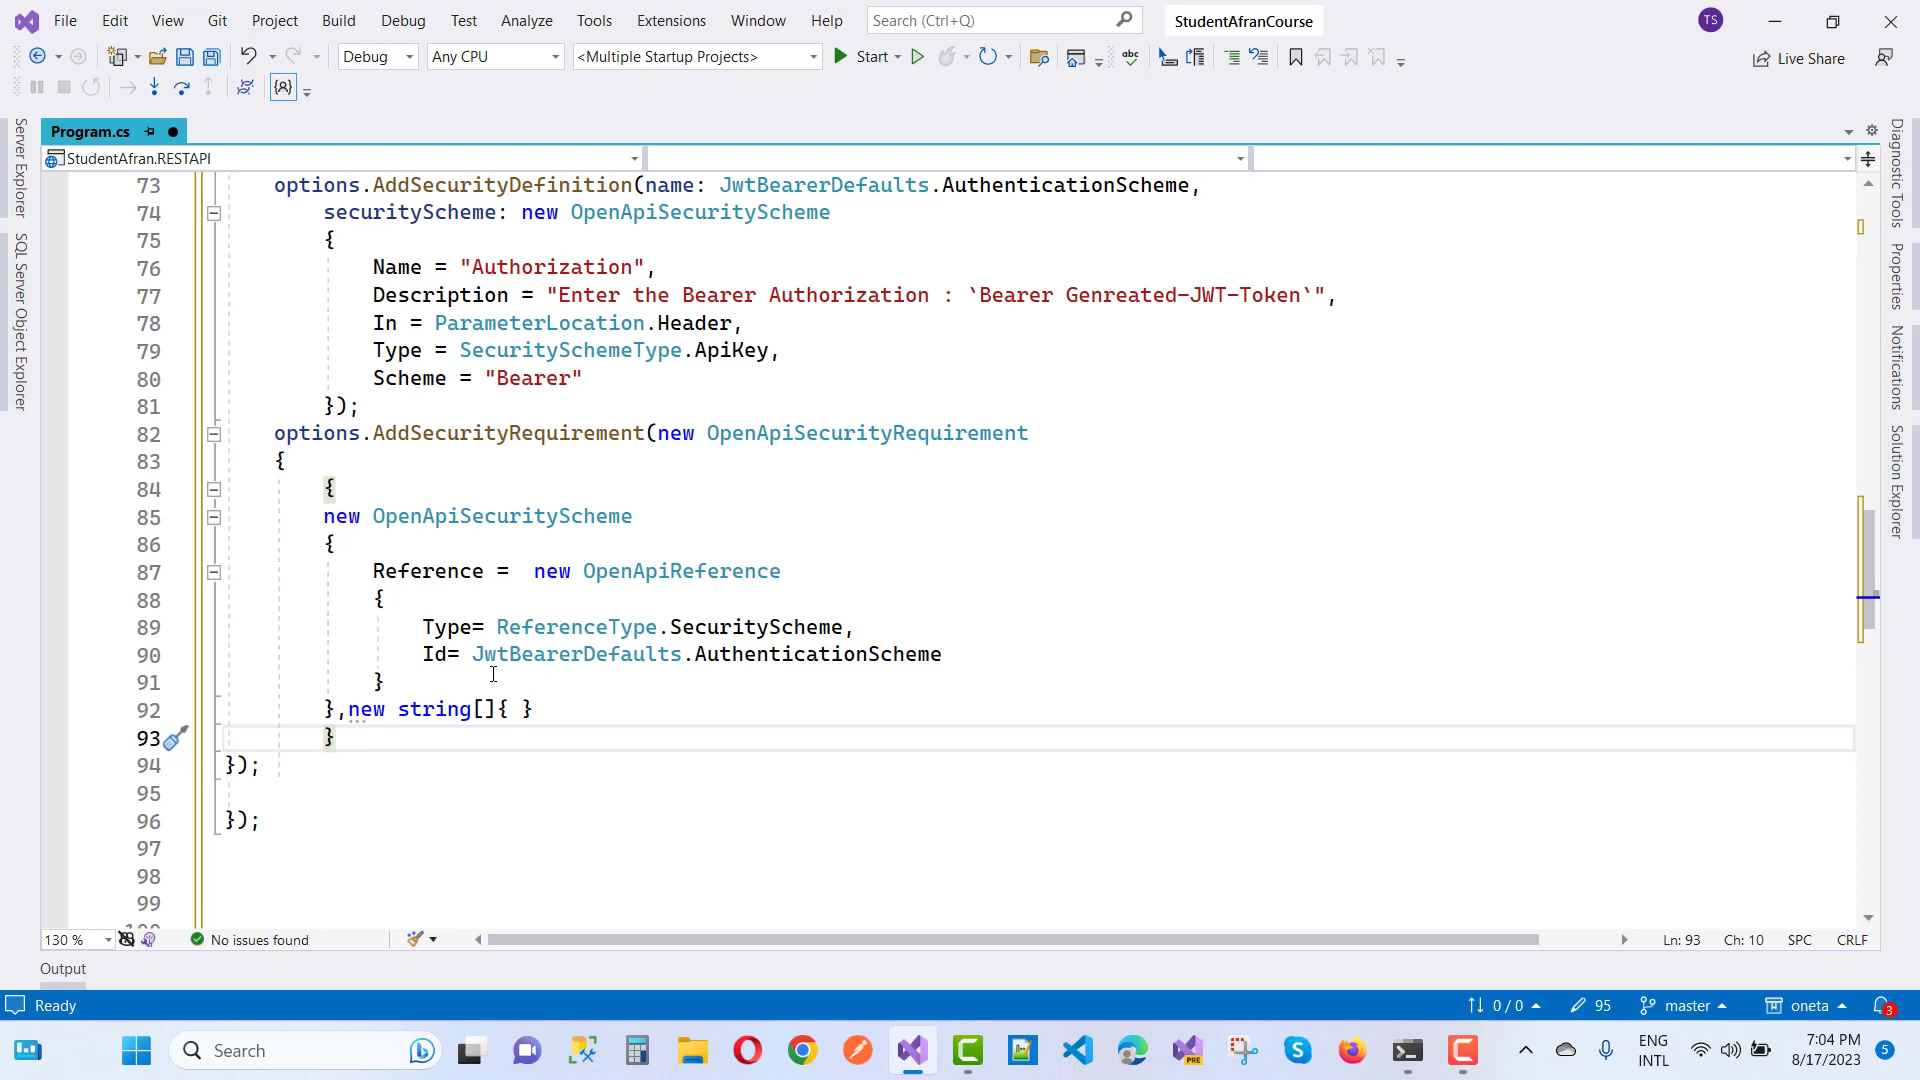 File Edit View Git Project Build Debug Test Analyze Tools Extensions Window Help Search (Ctrl+Q) StudentAfranCourse TS
Debug Any CPU <Multiple Startup Projects> Start Live Share
Program.cs
StudentAfran.RESTAPI
Server Explorer
SQL Server Object Explorer
73 options.AddSecurityDefinition(name: JwtBearerDefaults.AuthenticationScheme,
74 securityScheme: new OpenApiSecurityScheme
75 {
76 Name = "Authorization",
77 Description = "Enter the Bearer Authorization : `Bearer Genreated-JWT-Token`",
78 In = ParameterLocation.Header,
79 Type = SecuritySchemeType.ApiKey,
80 Scheme = "Bearer"
81 });
82 options.AddSecurityRequirement(new OpenApiSecurityRequirement
83 {
84 {
85 new OpenApiSecurityScheme
86 {
87 Reference = new OpenApiReference
88 {
89 Type= ReferenceType.SecurityScheme,
90 Id= JwtBearerDefaults.AuthenticationScheme
91 }
92 },new string[]{ }
93 }
94 });
95
96 });
97
98
99
100
Diagnostic Tools
Properties
Notifications
Solution Explorer
130 % No issues found Ln: 93 Ch: 10 SPC CRLF
Output
Ready 0 / 0 95 master oneta 3
Search PRE ENG INTL 7:04 PM 8/17/2023 5